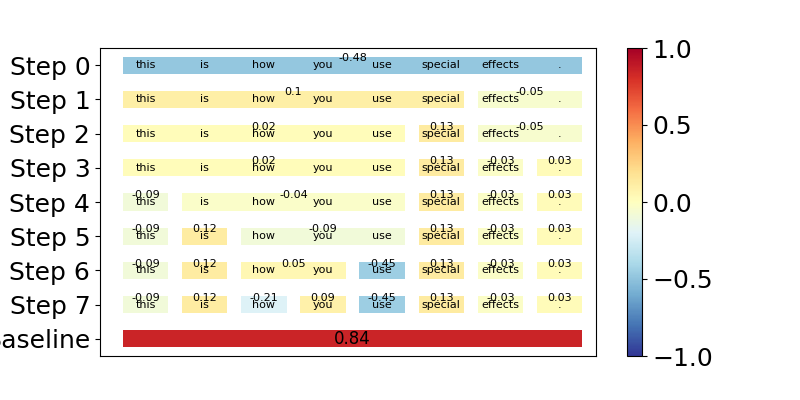 Step 0 -0.48 this is how you use special effects .
Step 1 0.1 -0.05 this is how you use special effects .
Step 2 0.02 0.13 -0.05 this is how you use special effects .
Step 3 0.02 0.13 -0.03 0.03 this is how you use special effects .
Step 4 -0.09 -0.04 0.13 -0.03 0.03 this is how you use special effects .
Step 5 -0.09 0.12 -0.09 0.13 -0.03 0.03 this is how you use special effects .
Step 6 -0.09 0.12 0.05 -0.45 0.13 -0.03 0.03 this is how you use special effects .
Step 7 -0.09 0.12 -0.21 0.09 -0.45 0.13 -0.03 0.03 this is how you use special effects .
aseline 0.84
1.0
0.5
0.0
−0.5
−1.0